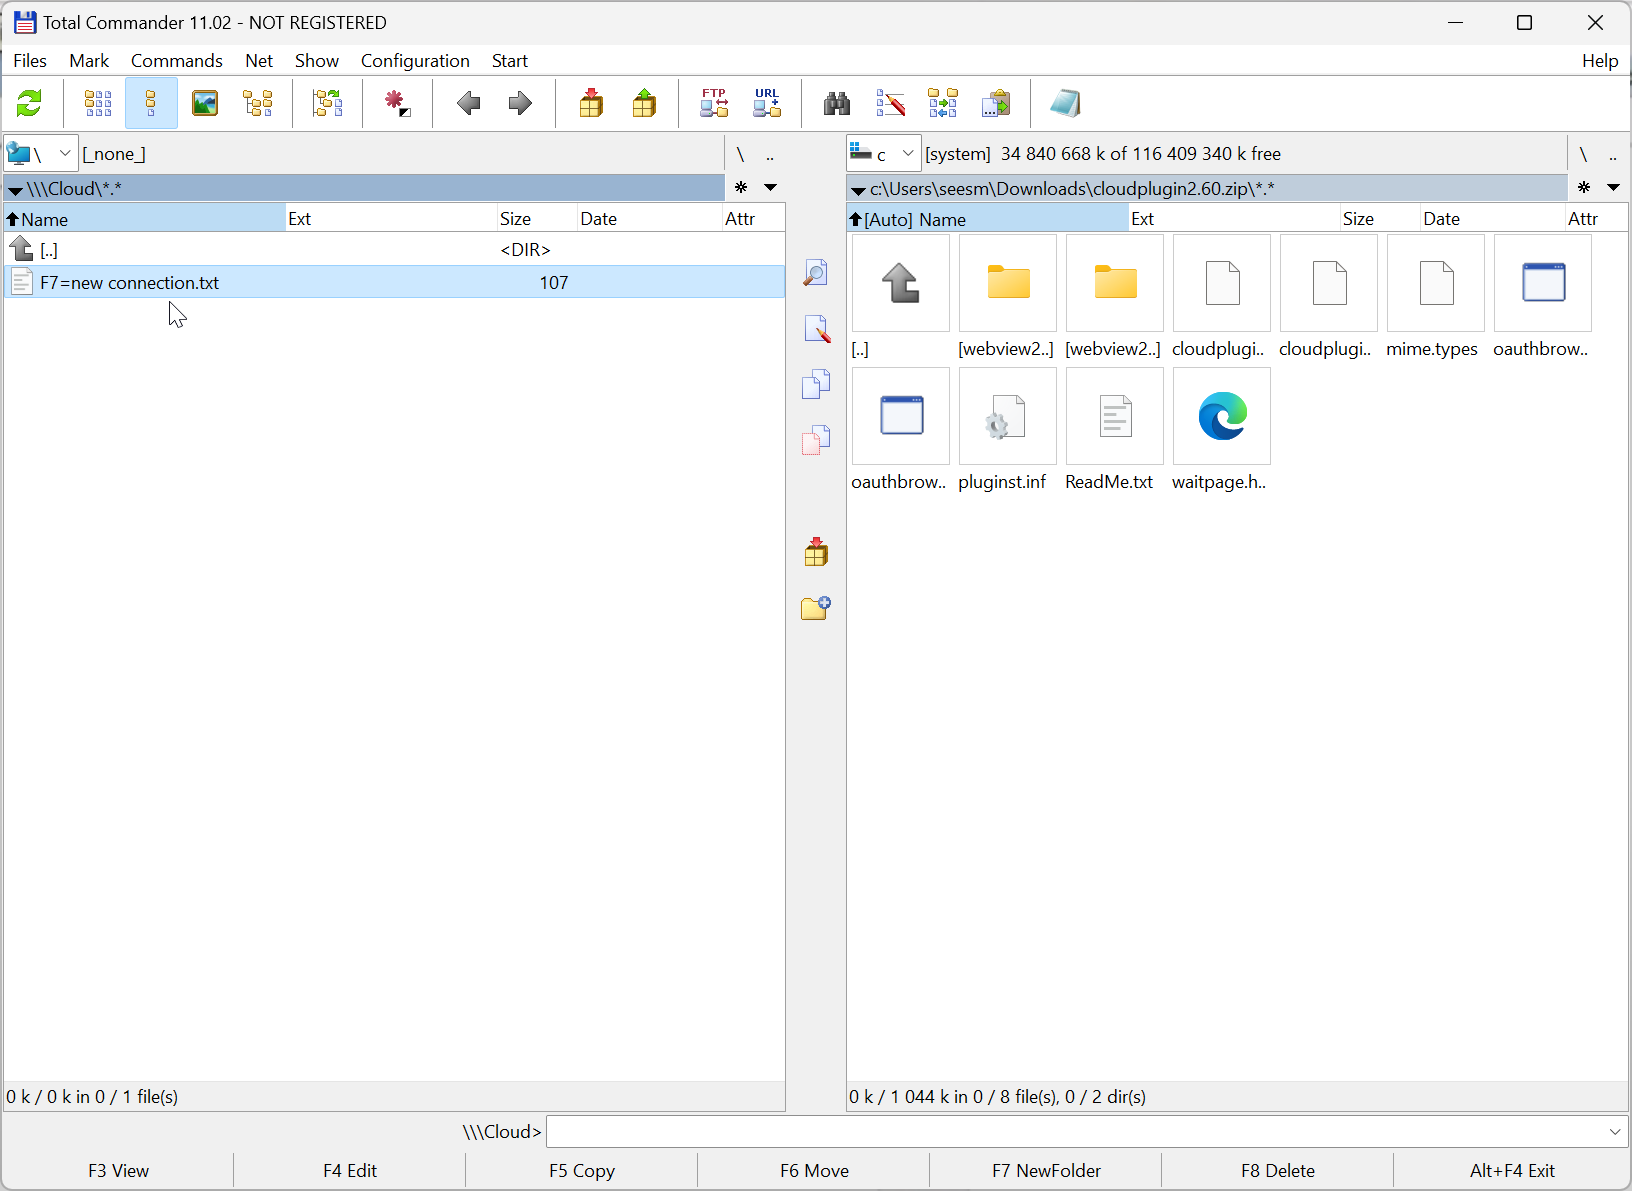 Total Commander 11.02 - NOT REGISTERED
Files Mark Commands Net Show Configuration Start Help
FTP URL
\ [_none_] \ ..
c [system] 34 840 668 k of 116 409 340 k free \ ..
\\\Cloud\*.* * 
c:\Users\seesm\Downloads\cloudplugin2.60.zip\*.* *
Name Ext Size Date Attr
[Auto] Name Ext Size Date Attr
[..] <DIR>
F7=new connection.txt 107
[..] [webview2..] [webview2..] cloudplugi.. cloudplugi.. mime.types oauthbrow..
oauthbrow.. pluginst.inf ReadMe.txt waitpage.h..
0 k / 0 k in 0 / 1 file(s)
0 k / 1 044 k in 0 / 8 file(s), 0 / 2 dir(s)
\\\Cloud>
F3 View F4 Edit F5 Copy F6 Move F7 NewFolder F8 Delete Alt+F4 Exit